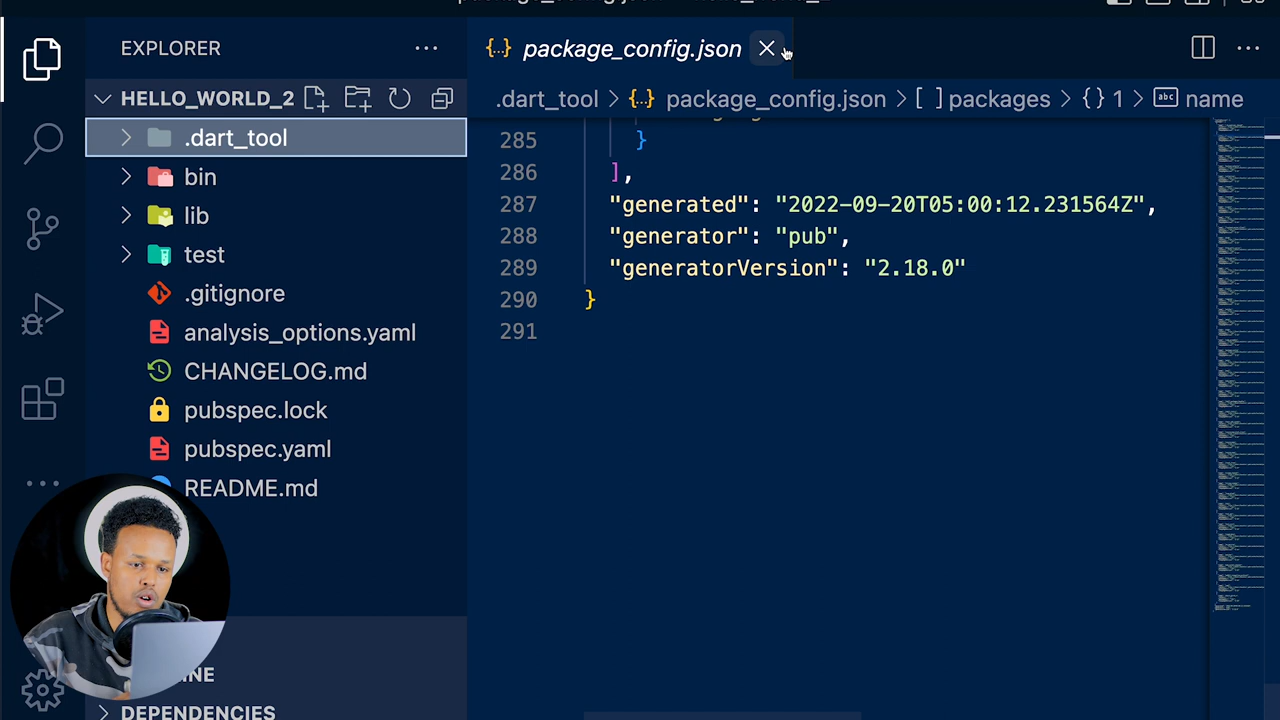 EXPLORER
package_config.json
HELLO_WORLD_2
.dart_tool > package_config.json > [ ] packages > {} 1 > abc name
.dart_tool
bin
lib
test
.gitignore
analysis_options.yaml
CHANGELOG.md
pubspec.lock
pubspec.yaml
README.md
285 }
286 ],
287 "generated": "2022-09-20T05:00:12.231564Z",
288 "generator": "pub",
289 "generatorVersion": "2.18.0"
290 }
291
DEPENDENCIES